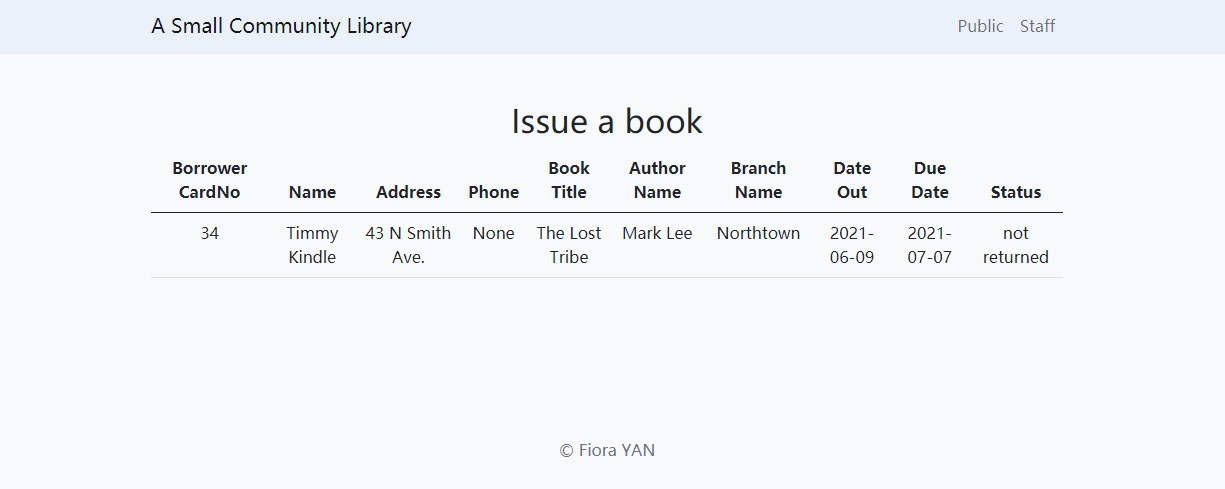 A Small Community Library Public Staff
Issue a book
Borrower CardNo Name Address Phone Book Title Author Name Branch Name Date Out Due Date Status
34 Timmy Kindle 43 N Smith Ave. None The Lost Tribe Mark Lee Northtown 2021-06-09 2021-07-07 not returned
© Fiora YAN